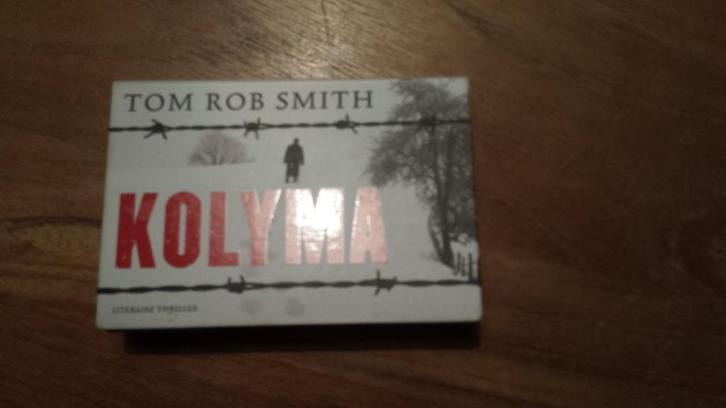 TOM ROB SMITH
KOLYMA
LITERAIRE THRILLER